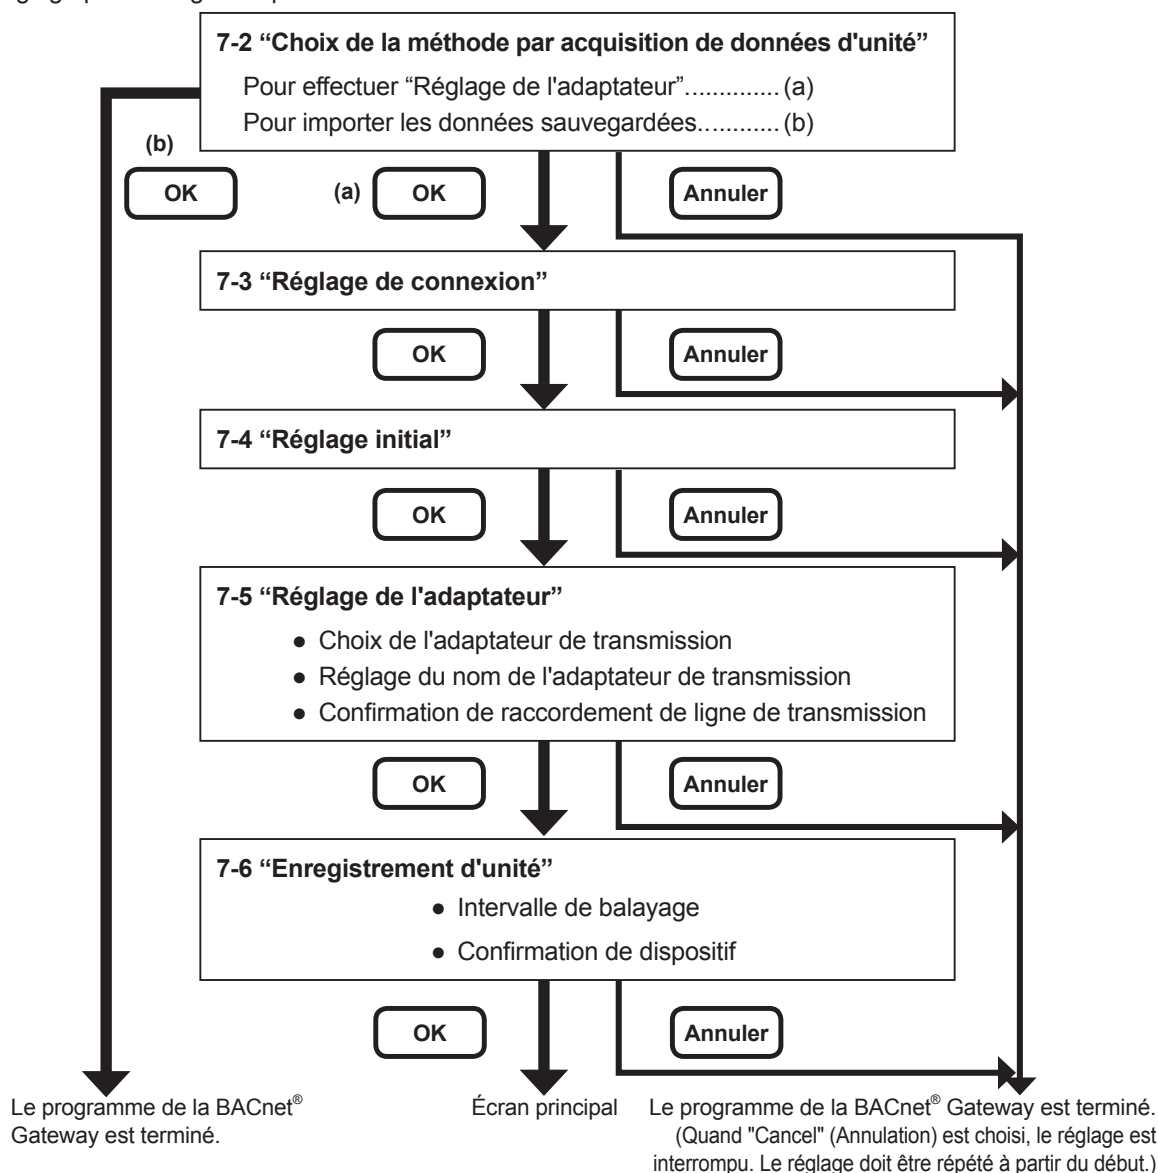 7-2 “Choix de la méthode par acquisition de données d'unité”
Pour effectuer “Réglage de l'adaptateur”.............. (a)
Pour importer les données sauvegardées........... (b)
(b)
OK
(a)
OK
Annuler
7-3 “Réglage de connexion”
OK
Annuler
7-4 “Réglage initial”
OK
Annuler
7-5 “Réglage de l'adaptateur”
● Choix de l'adaptateur de transmission
● Réglage du nom de l'adaptateur de transmission
● Confirmation de raccordement de ligne de transmission
OK
Annuler
7-6 “Enregistrement d'unité”
● Intervalle de balayage
● Confirmation de dispositif
OK
Annuler
Le programme de la BACnet®
Gateway est terminé.
Écran principal
Le programme de la BACnet® Gateway est terminé.
(Quand "Cancel" (Annulation) est choisi, le réglage est
interrompu. Le réglage doit être répété à partir du début.)